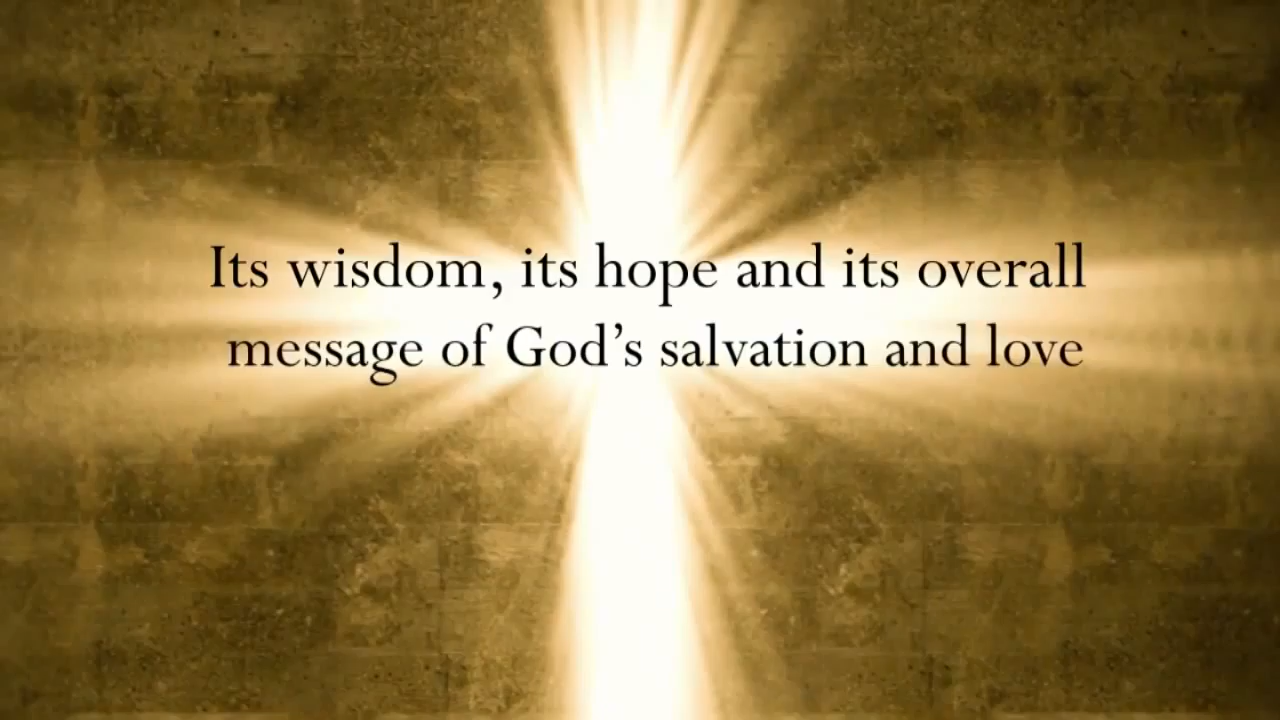 Its wisdom, its hope and its overall
message of God’s salvation and love